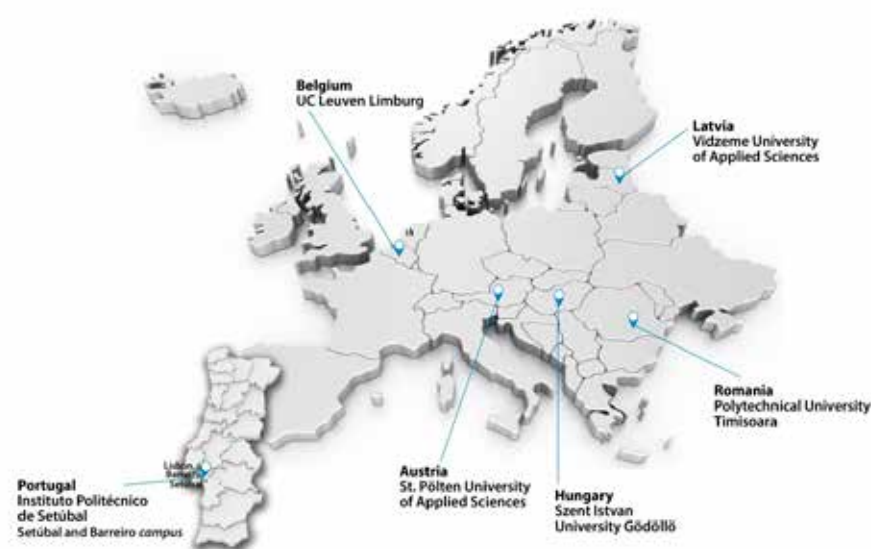 Belgium
UC Leuven Limburg
Latvia
Vidzeme University
of Applied Sciences
Romania
Polytechnical University
Timisoara
Austria
St. Pölten University
of Applied Sciences
Hungary
Szent Istvan
University Gödöllö
Lisbon
Barreiro
Setúbal
Portugal
Instituto Politécnico
de Setúbal
Setúbal and Barreiro campus